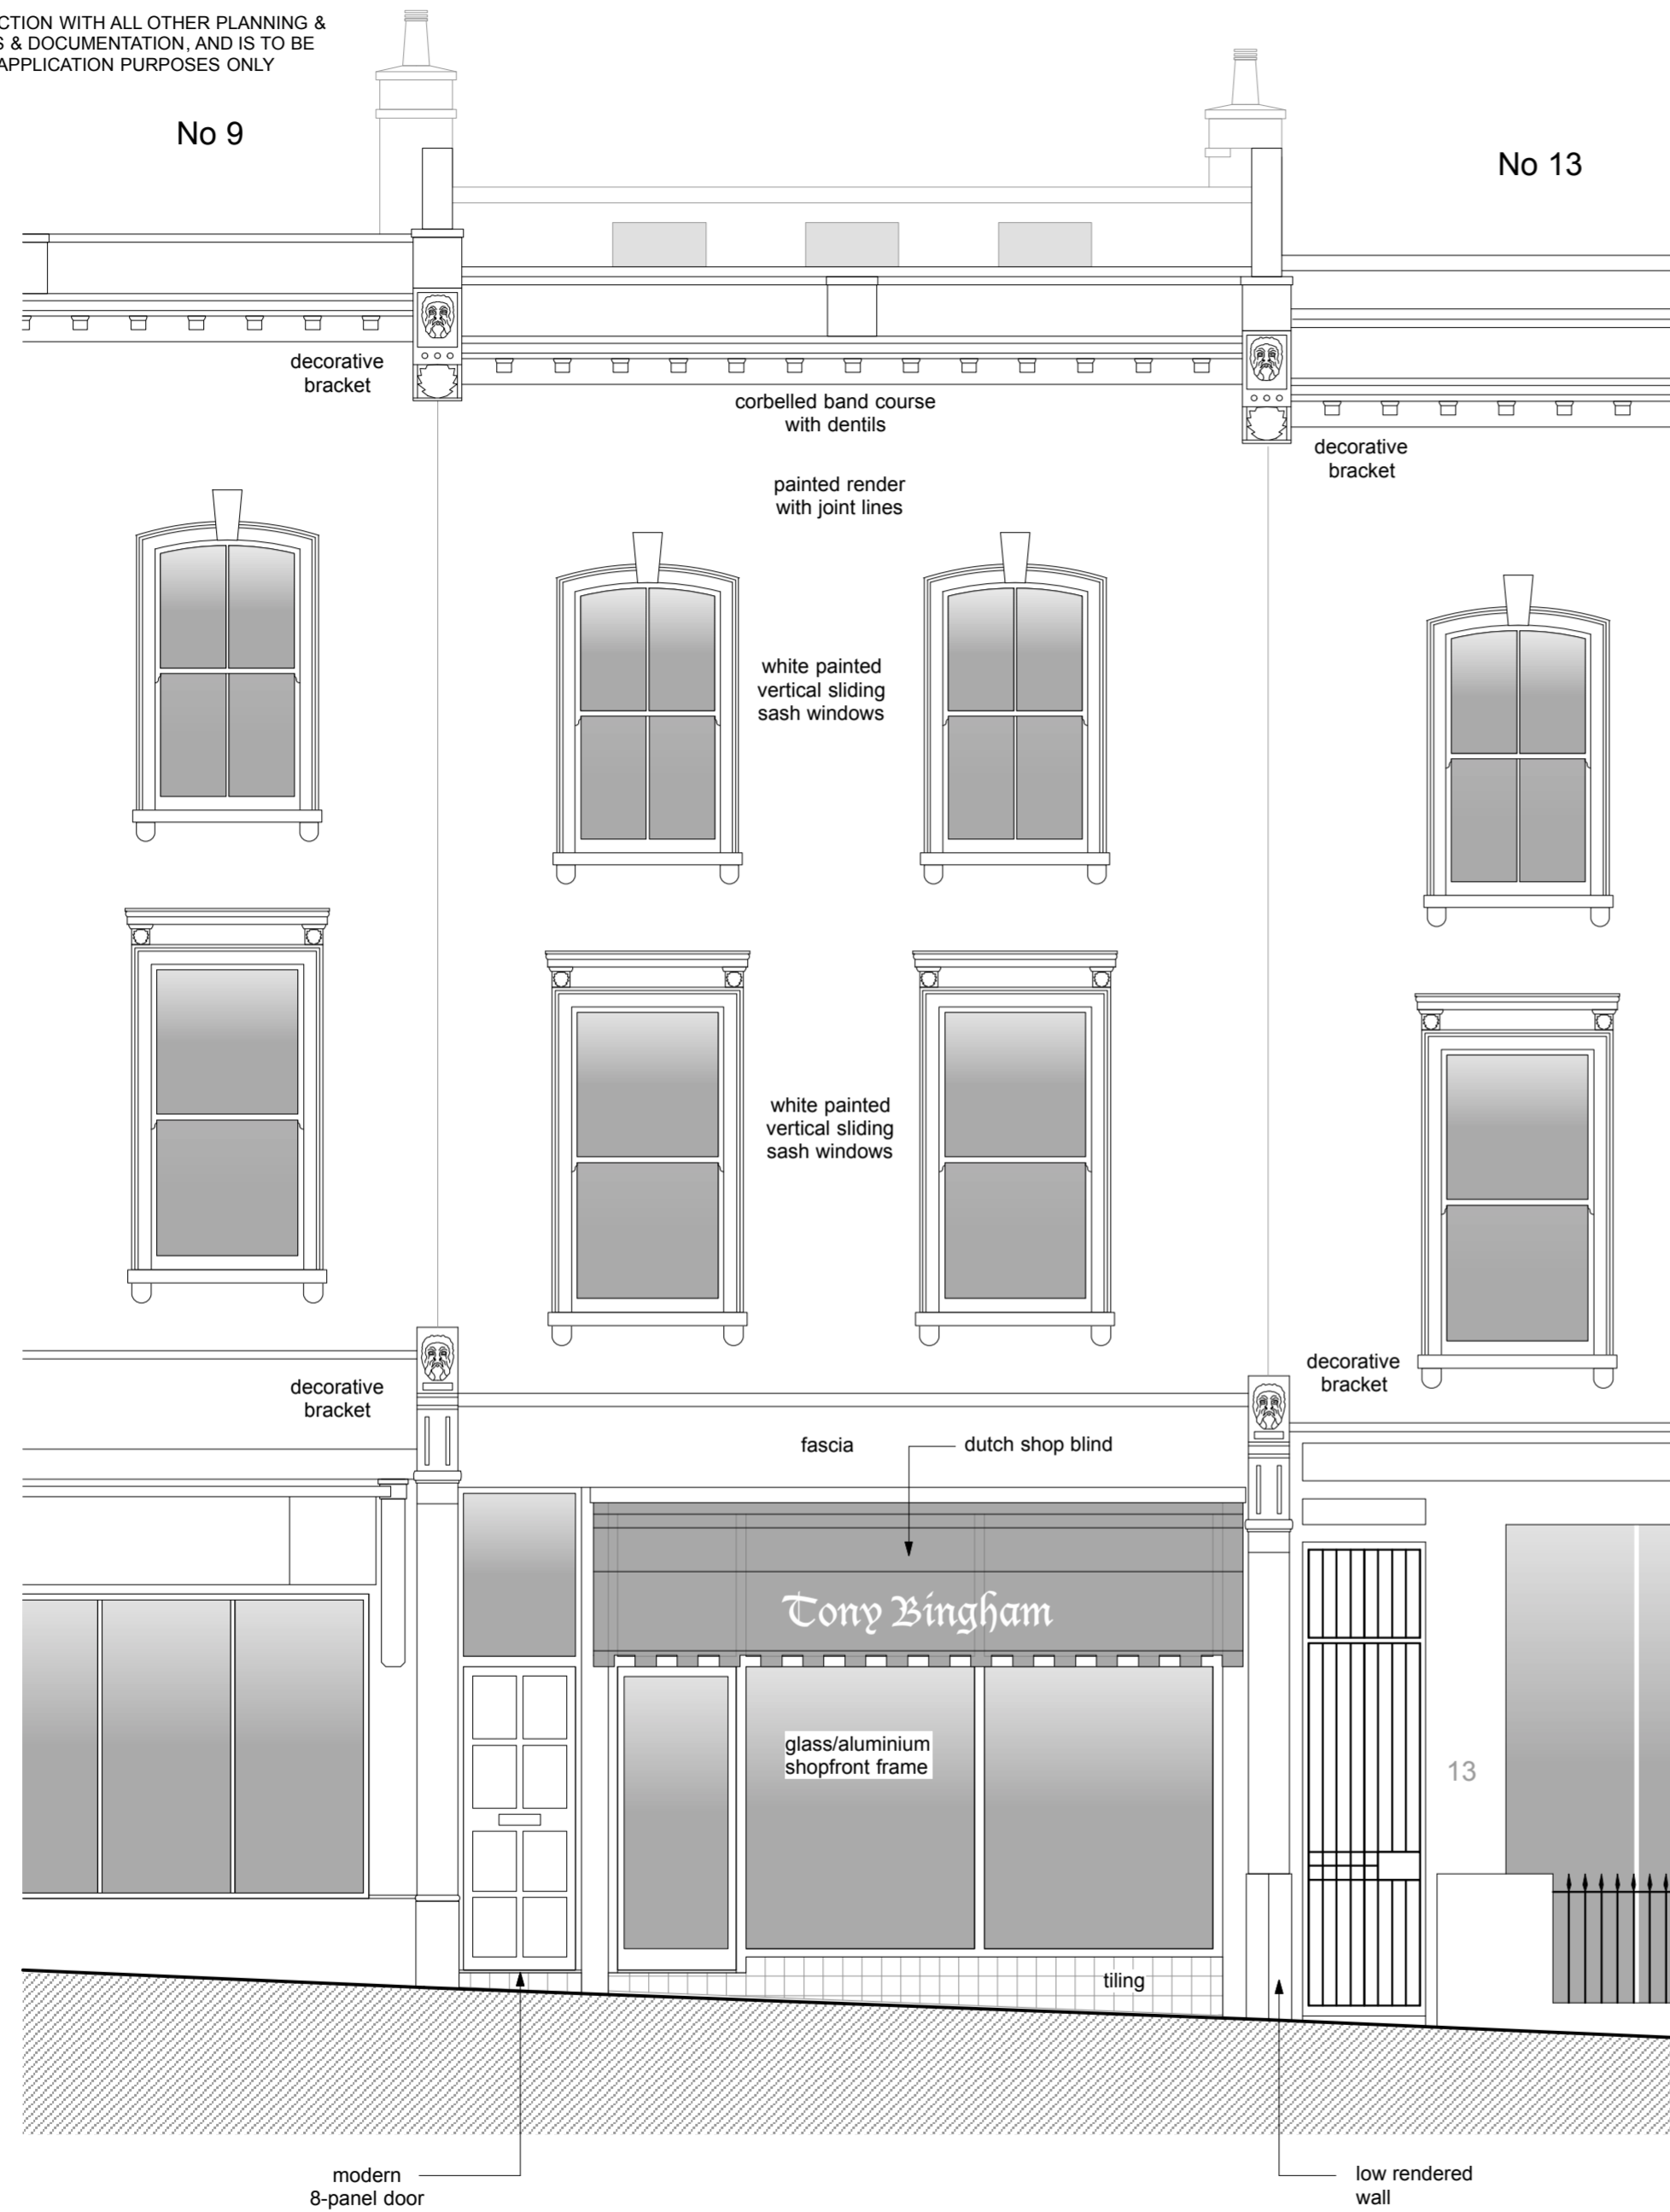 CTION WITH ALL OTHER PLANNING &
S & DOCUMENTATION, AND IS TO BE
APPLICATION PURPOSES ONLY
No 9
No 13
decorative
bracket
corbelled band course
with dentils
decorative
bracket
painted render
with joint lines
white painted
vertical sliding
sash windows
white painted
vertical sliding
sash windows
decorative
bracket
decorative
bracket
fascia
dutch shop blind
Tony Bingham
glass/aluminium
shopfront frame
13
tiling
modern
8-panel door
low rendered
wall